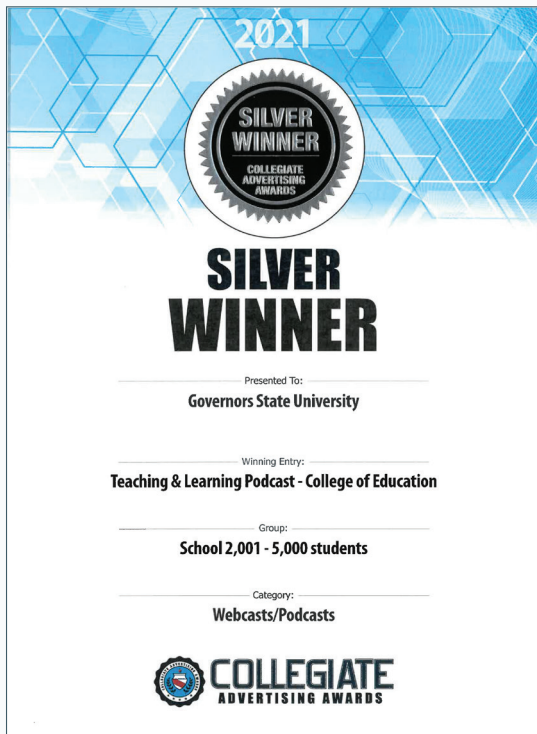 2021
SILVER
WINNER
COLLEGIATE
ADVERTISING
AWARDS
SILVER
WINNER
Presented To:
Governors State University
Winning Entry:
Teaching & Learning Podcast - College of Education
Group:
School 2,001 - 5,000 students
Category:
Webcasts/Podcasts
COLLEGIATE
ADVERTISING AWARDS